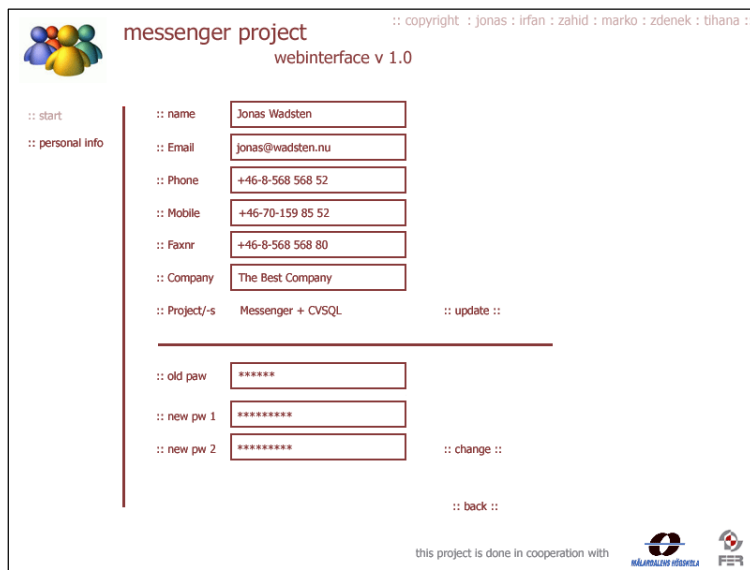 :: copyright : jonas : irfan : zahid : marko : zdenek : tihana ::
messenger project
webinterface v 1.0
:: start
:: personal info
:: name Jonas Wadsten
:: Email jonas@wadsten.nu
:: Phone +46-8-568 568 52
:: Mobile +46-70-159 85 52
:: Faxnr +46-8-568 568 80
:: Company The Best Company
:: Project/-s Messenger + CVSQL :: update ::
:: old paw ******
:: new pw 1 *********
:: new pw 2 ********* :: change ::
:: back ::
this project is done in cooperation with
MÄLARDALENS HÖGSKOLA
FER